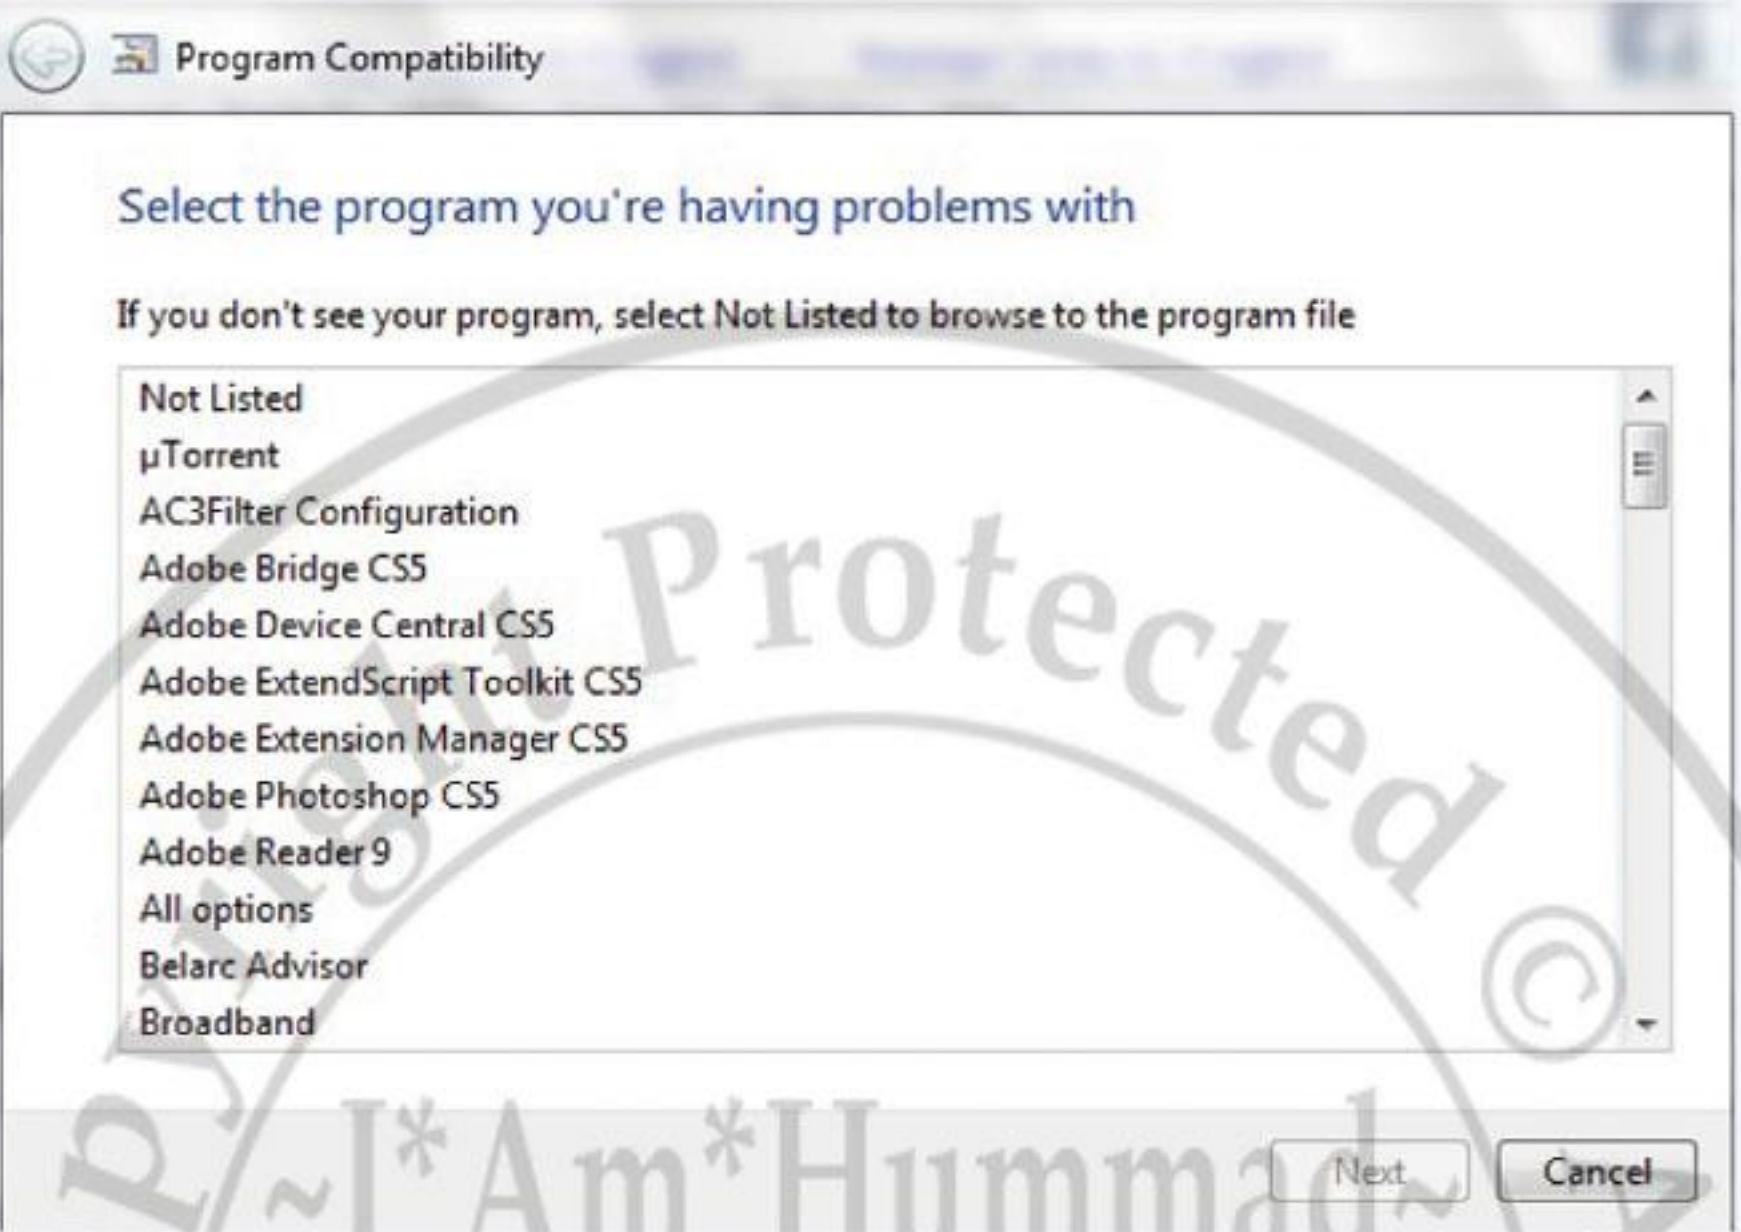 Program Compatibility
Select the program you're having problems with
If you don't see your program, select Not Listed to browse to the program file
Not Listed
µTorrent
AC3Filter Configuration
Adobe Bridge CS5
Adobe Device Central CS5
Adobe ExtendScript Toolkit CS5
Adobe Extension Manager CS5
Adobe Photoshop CS5
Adobe Reader 9
All options
Belarc Advisor
Broadband
Next Cancel
pyright Protected ©
~I*Am*Hummad~